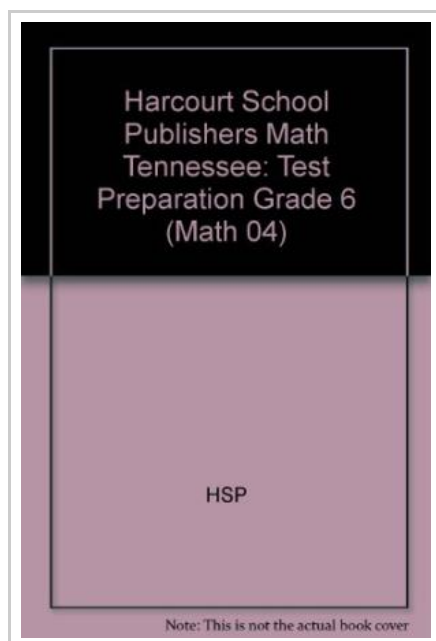 Harcourt School
Publishers Math
Tennessee: Test
Preparation Grade 6
(Math 04)
HSP
Note: This is not the actual book cover